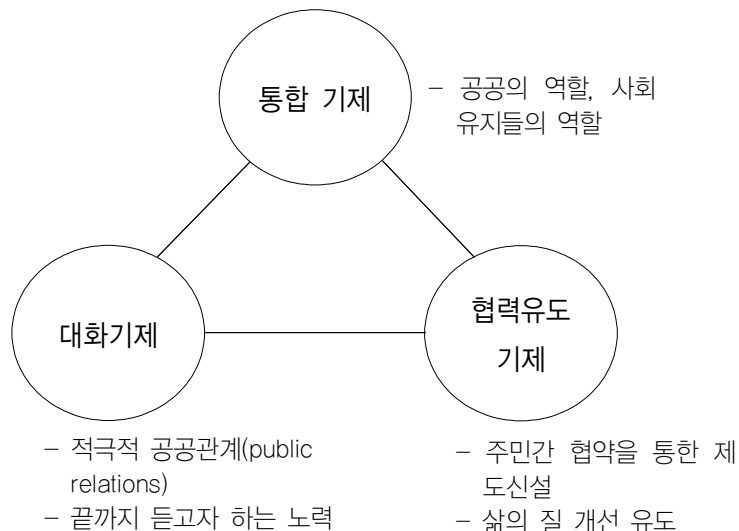 통합 기제
– 공공의 역할, 사회
유지들의 역할
대화기제
협력유도
기제
– 적극적 공공관계(public
relations)
– 끝까지 듣고자 하는 노력
– 주민간 협약을 통한 제
도신설
– 삶의 질 개선 유도